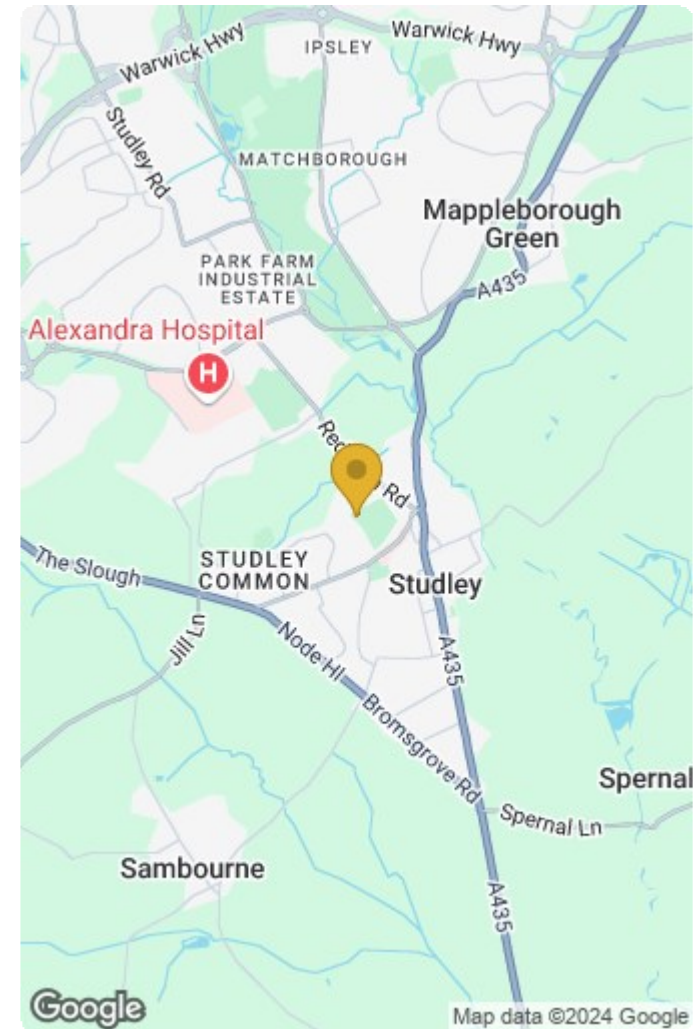 Warwick Hwy
IPSLEY
Warwick Hwy
Studley Rd
MATCHBOROUGH
Mappleborough
Green
PARK FARM
INDUSTRIAL
ESTATE
A435
Alexandra Hospital
H
Rd
The Slough
STUDLEY
COMMON
Studley
Jill Ln
Node Hl
A435
Bromsgrove Rd
Spernal
Spernal Ln
Sambourne
A435
Google
Map data ©2024 Google